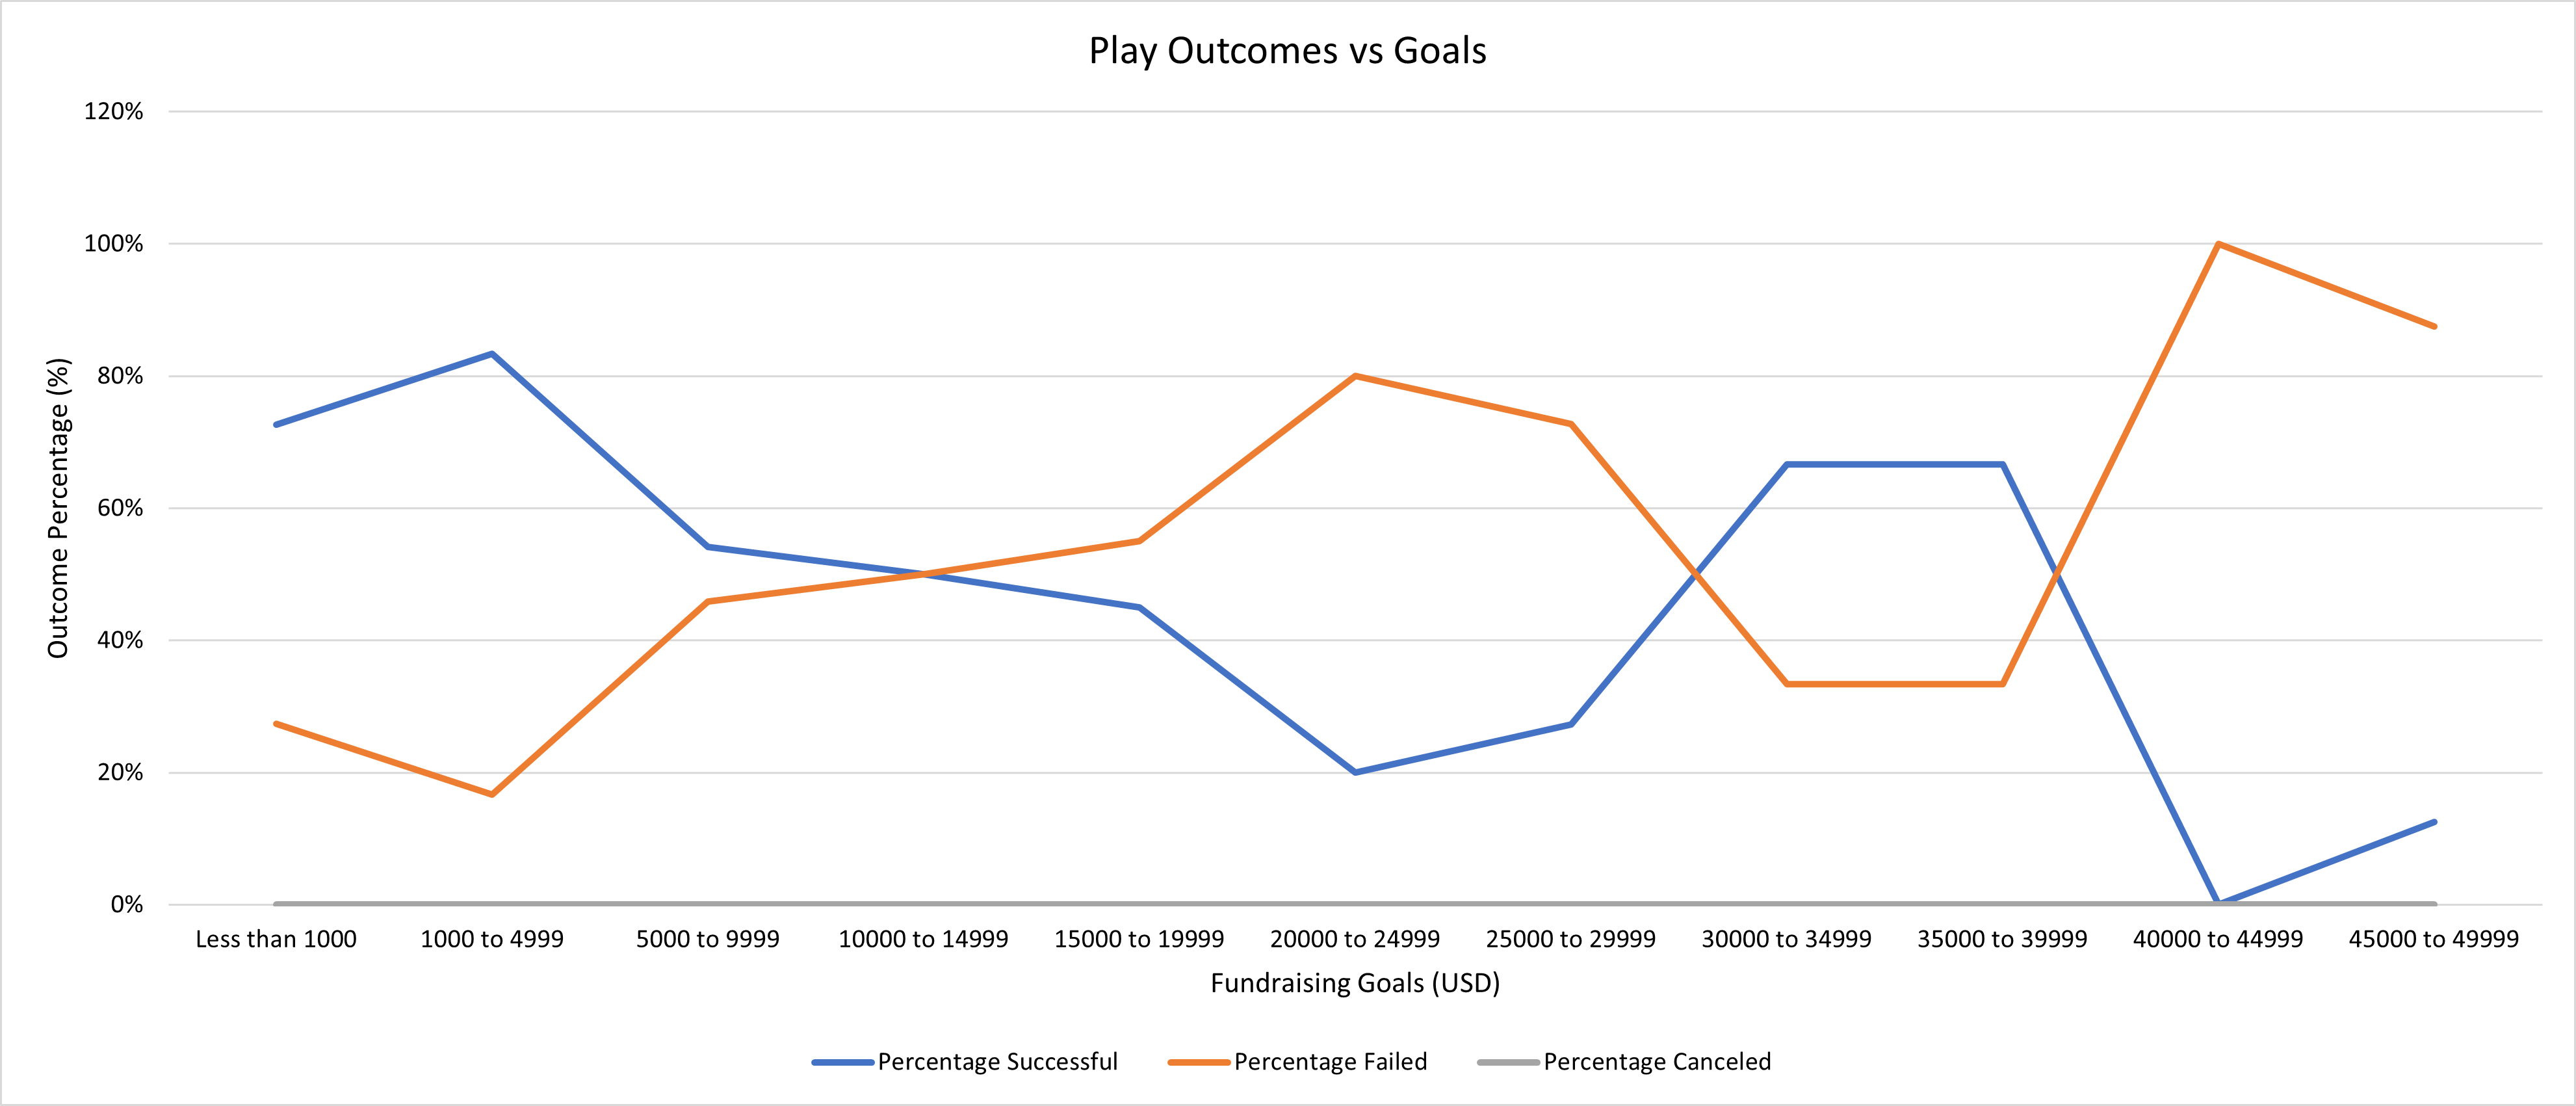 Play Outcomes vs Goals
120%
100%
80%
60%
40%
20%
0%
Outcome Percentage (%)
Less than 1000 1000 to 4999 5000 to 9999 10000 to 14999 15000 to 19999 20000 to 24999 25000 to 29999 30000 to 34999 35000 to 39999 40000 to 44999 45000 to 49999
Fundraising Goals (USD)
Percentage Successful Percentage Failed Percentage Canceled